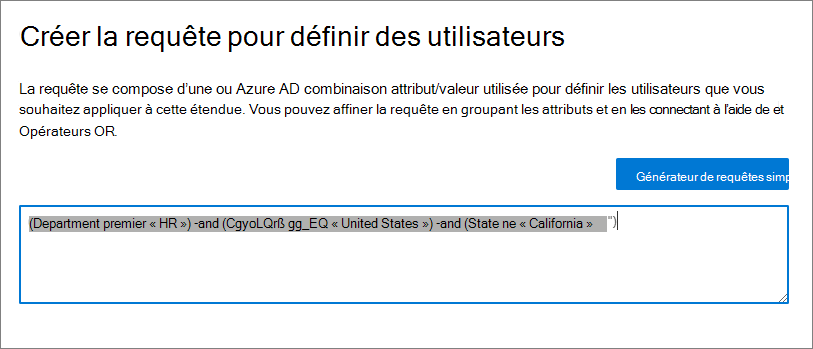 Créer la requête pour définir des utilisateurs
La requête se compose d'une ou Azure AD combinaison attribut/valeur utilisée pour définir les utilisateurs que vous
souhaitez appliquer à cette étendue. Vous pouvez affiner la requête en groupant les attributs et en les connectant à l'aide de et
Opérateurs OR.
Générateur de requêtes simp
(Department premier « HR ») -and (CgyoLQrß gg_EQ « United States ») -and (State ne « California » ")